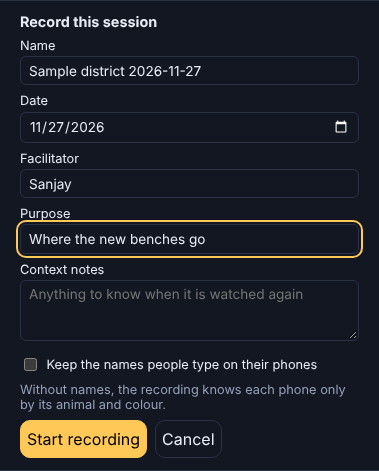 Record this session
Name
Sample district 2026-11-27
Date
11/27/2026
Facilitator
Sanjay
Purpose
Where the new benches go
Context notes
Anything to know when it is watched again
Keep the names people type on their phones
Without names, the recording knows each phone only
by its animal and colour.
Start recording
Cancel